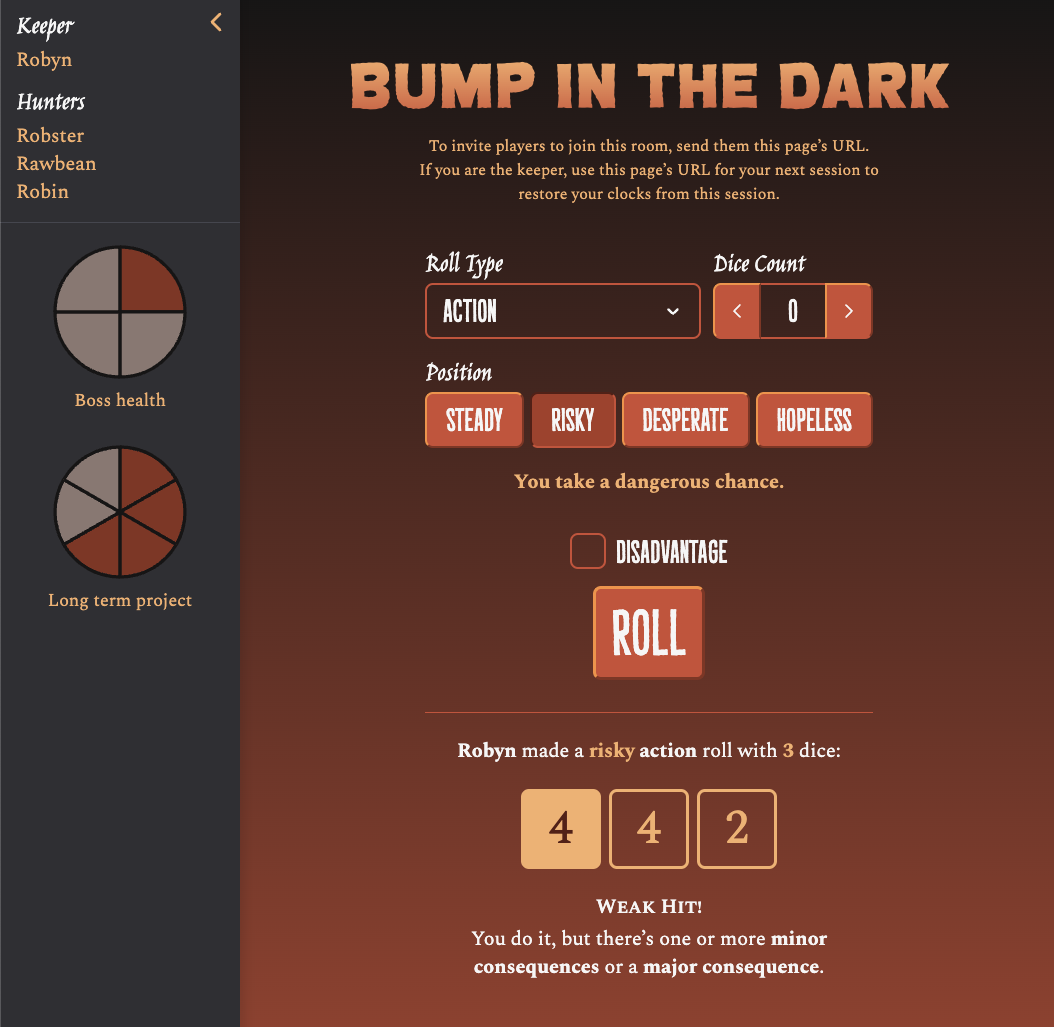 Keeper
Robyn
Hunters
Robster
Rawbean
Robin
Boss health
Long term project
BUMP IN THE DARK
To invite players to join this room, send them this page’s URL.
If you are the keeper, use this page’s URL for your next session to
restore your clocks from this session.
Roll Type
Dice Count
ACTION
0
Position
STEADY RISKY DESPERATE HOPELESS
You take a dangerous chance.
DISADVANTAGE
ROLL
Robyn made a risky action roll with 3 dice:
4 4 2
WEAK HIT!
You do it, but there’s one or more minor
consequences or a major consequence.